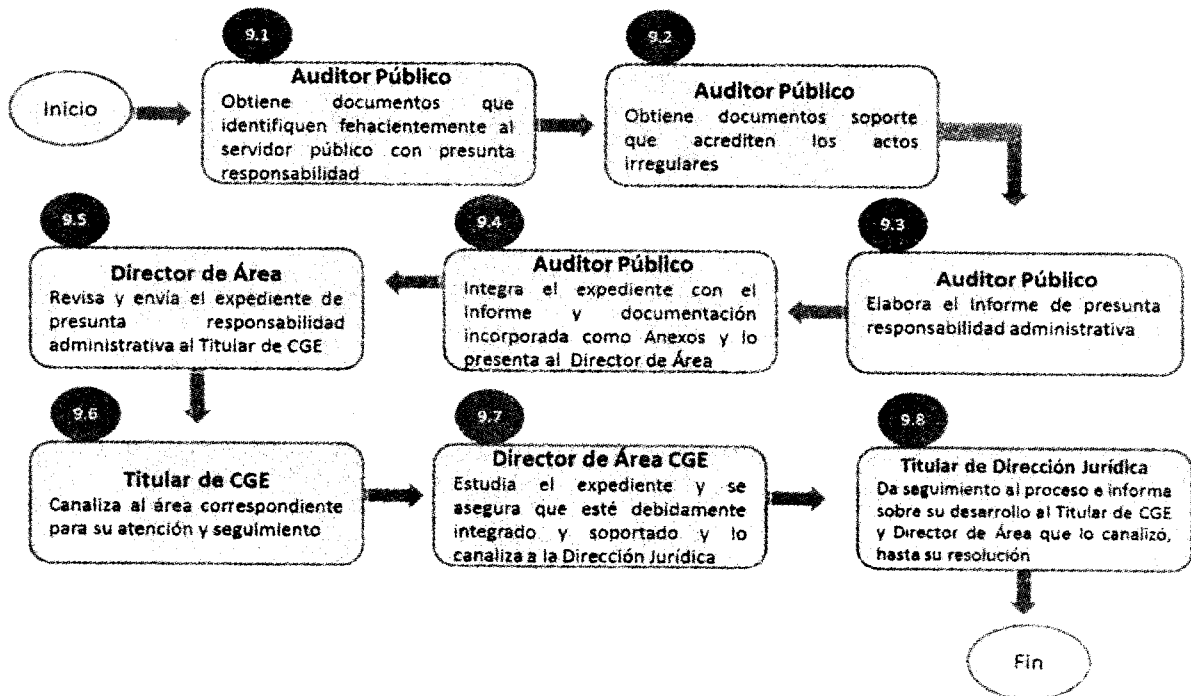 Inicio
9.1
Auditor Público
Obtiene documentos que
identifiquen fehacientemente al
servidor público con presunta
responsabilidad
9.2
Auditor Público
Obtiene documentos soporte
que acrediten los actos
irregulares
9.3
Auditor Público
Elabora el Informe de presunta
responsabilidad administrativa
9.4
Auditor Público
Integra el expediente con el
Informe y documentación
incorporada como Anexos y lo
presenta al Director de Área
9.5
Director de Área
Revisa y envía el expediente de
presunta responsabilidad
administrativa al Titular de CGE
9.6
Titular de CGE
Canaliza al área correspondiente
para su atención y seguimiento
9.7
Director de Área CGE
Estudia el expediente y se
asegura que esté debidamente
integrado y soportado y lo
canaliza a la Dirección Jurídica
9.8
Titular de Dirección Jurídica
Da seguimiento al proceso e informa
sobre su desarrollo al Titular de CGE
y Director de Área que lo canalizó,
hasta su resolución
Fin